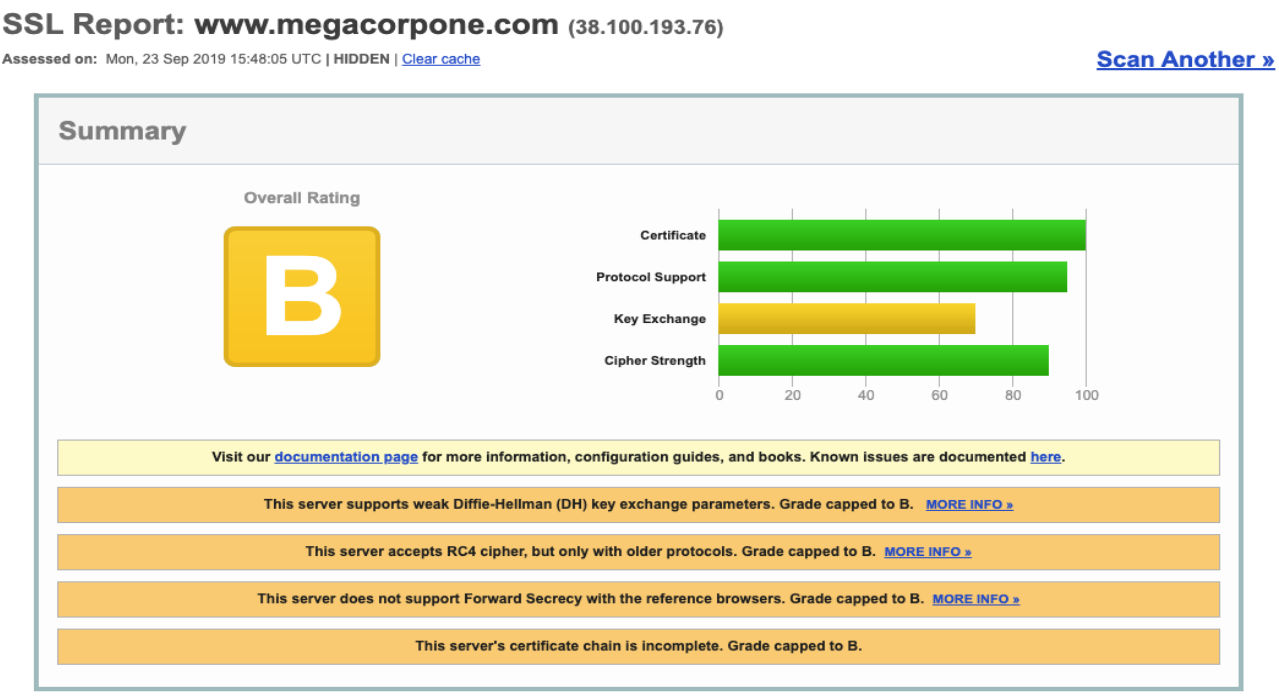 SSL Report: www.megacorpone.com (38.100.193.76)
Assessed on: Mon, 23 Sep 2019 15:48:05 UTC | HIDDEN | Clear cache
Scan Another »
Summary
Overall Rating
B
Certificate
Protocol Support
Key Exchange
Cipher Strength
0 20 40 60 80 100
Visit our documentation page for more information, configuration guides, and books. Known issues are documented here.
This server supports weak Diffie-Hellman (DH) key exchange parameters. Grade capped to B. MORE INFO »
This server accepts RC4 cipher, but only with older protocols. Grade capped to B. MORE INFO »
This server does not support Forward Secrecy with the reference browsers. Grade capped to B. MORE INFO »
This server's certificate chain is incomplete. Grade capped to B.